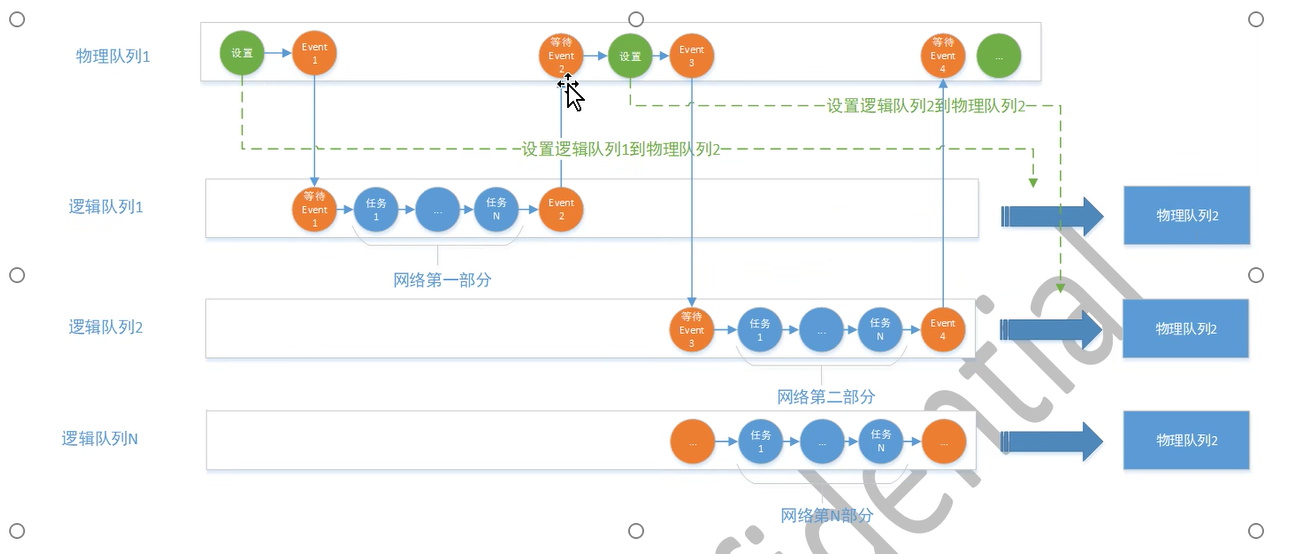 物理队列1
设置
Event
1
等待
Event
2
设置
Event
3
等待
Event
4
...
设置逻辑队列2到物理队列2
设置逻辑队列1到物理队列2
逻辑队列1
等待
Event
1
任务
1
...
任务
N
Event
2
物理队列2
网络第一部分
逻辑队列2
等待
Event
3
任务
1
...
任务
N
Event
4
物理队列2
网络第二部分
逻辑队列N
...
任务
1
...
任务
N
...
物理队列2
网络第N部分
fidential